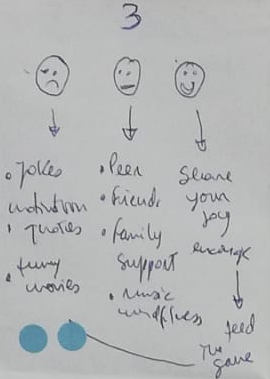 3
• Jokes
motivation
• quotes
• funny
movies
• Peer
• friends
• family
support
• music
mindfulness
Share
your
joy
encourage
feed
the
game